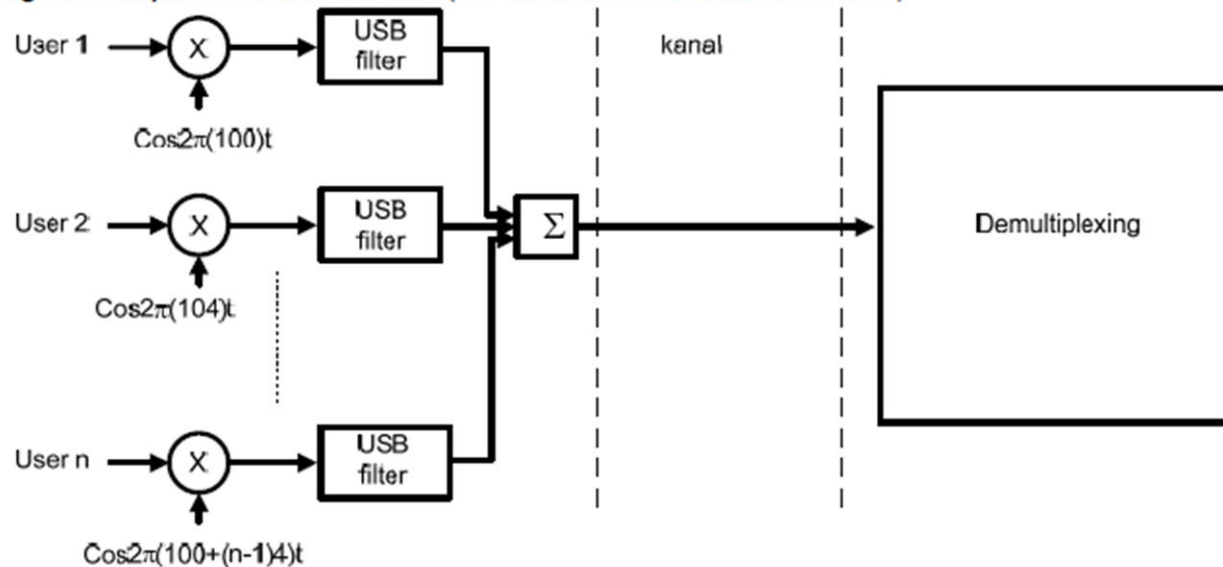 User 1
X
USB
filter
Cos2π(100)t
kanal
User 2
X
USB
filter
Cos2π(104)t
Σ
Demultiplexing
User n
X
USB
filter
Cos2π(100+(n-1)4)t